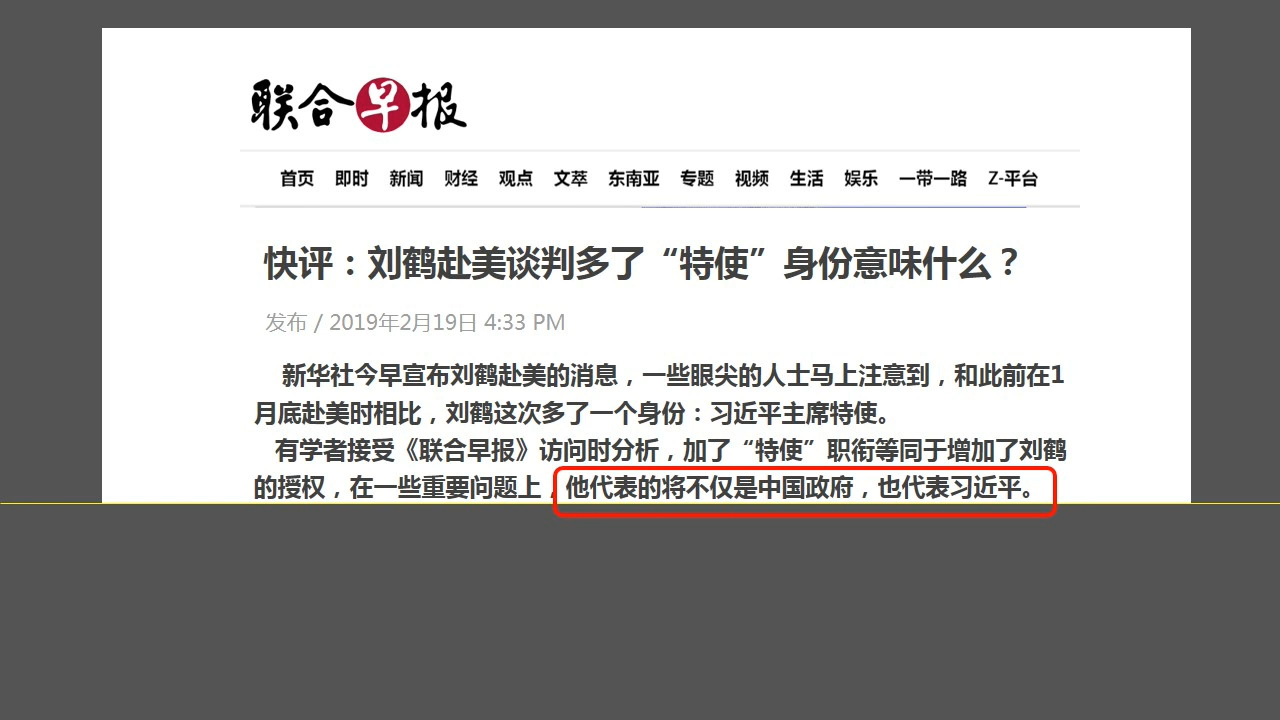 联合早报
首页 即时 新闻 财经 观点 文萃 东南亚 专题 视频 生活 娱乐 一带一路 Z-平台
快评：刘鹤赴美谈判多了“特使”身份意味什么？
发布 / 2019年2月19日 4:33 PM
新华社今早宣布刘鹤赴美的消息，一些眼尖的人士马上注意到，和此前在1
月底赴美时相比，刘鹤这次多了一个身份：习近平主席特使。
有学者接受《联合早报》访问时分析，加了“特使”职衔等同于增加了刘鹤
的授权，在一些重要问题上，他代表的将不仅是中国政府，也代表习近平。